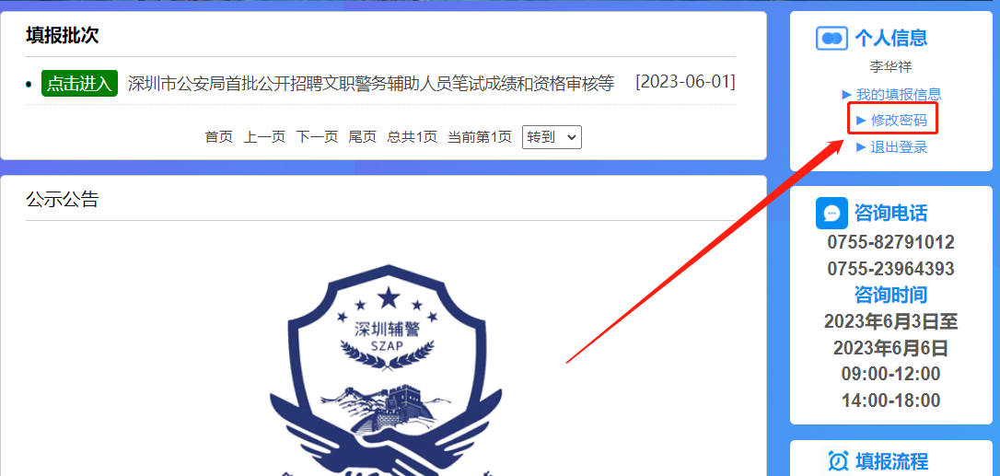 填报批次
点击进入 深圳市公安局首批公开招聘文职警务辅助人员笔试成绩和资格审核等 [2023-06-01]
首页 上一页 下一页 尾页 总共1页 当前第1页 转到
公示公告
深圳辅警
SZAP
个人信息
李华祥
我的填报信息
修改密码
退出登录
咨询电话
0755-82791012
0755-23964393
咨询时间
2023年6月3日至
2023年6月6日
09:00-12:00
14:00-18:00
填报流程